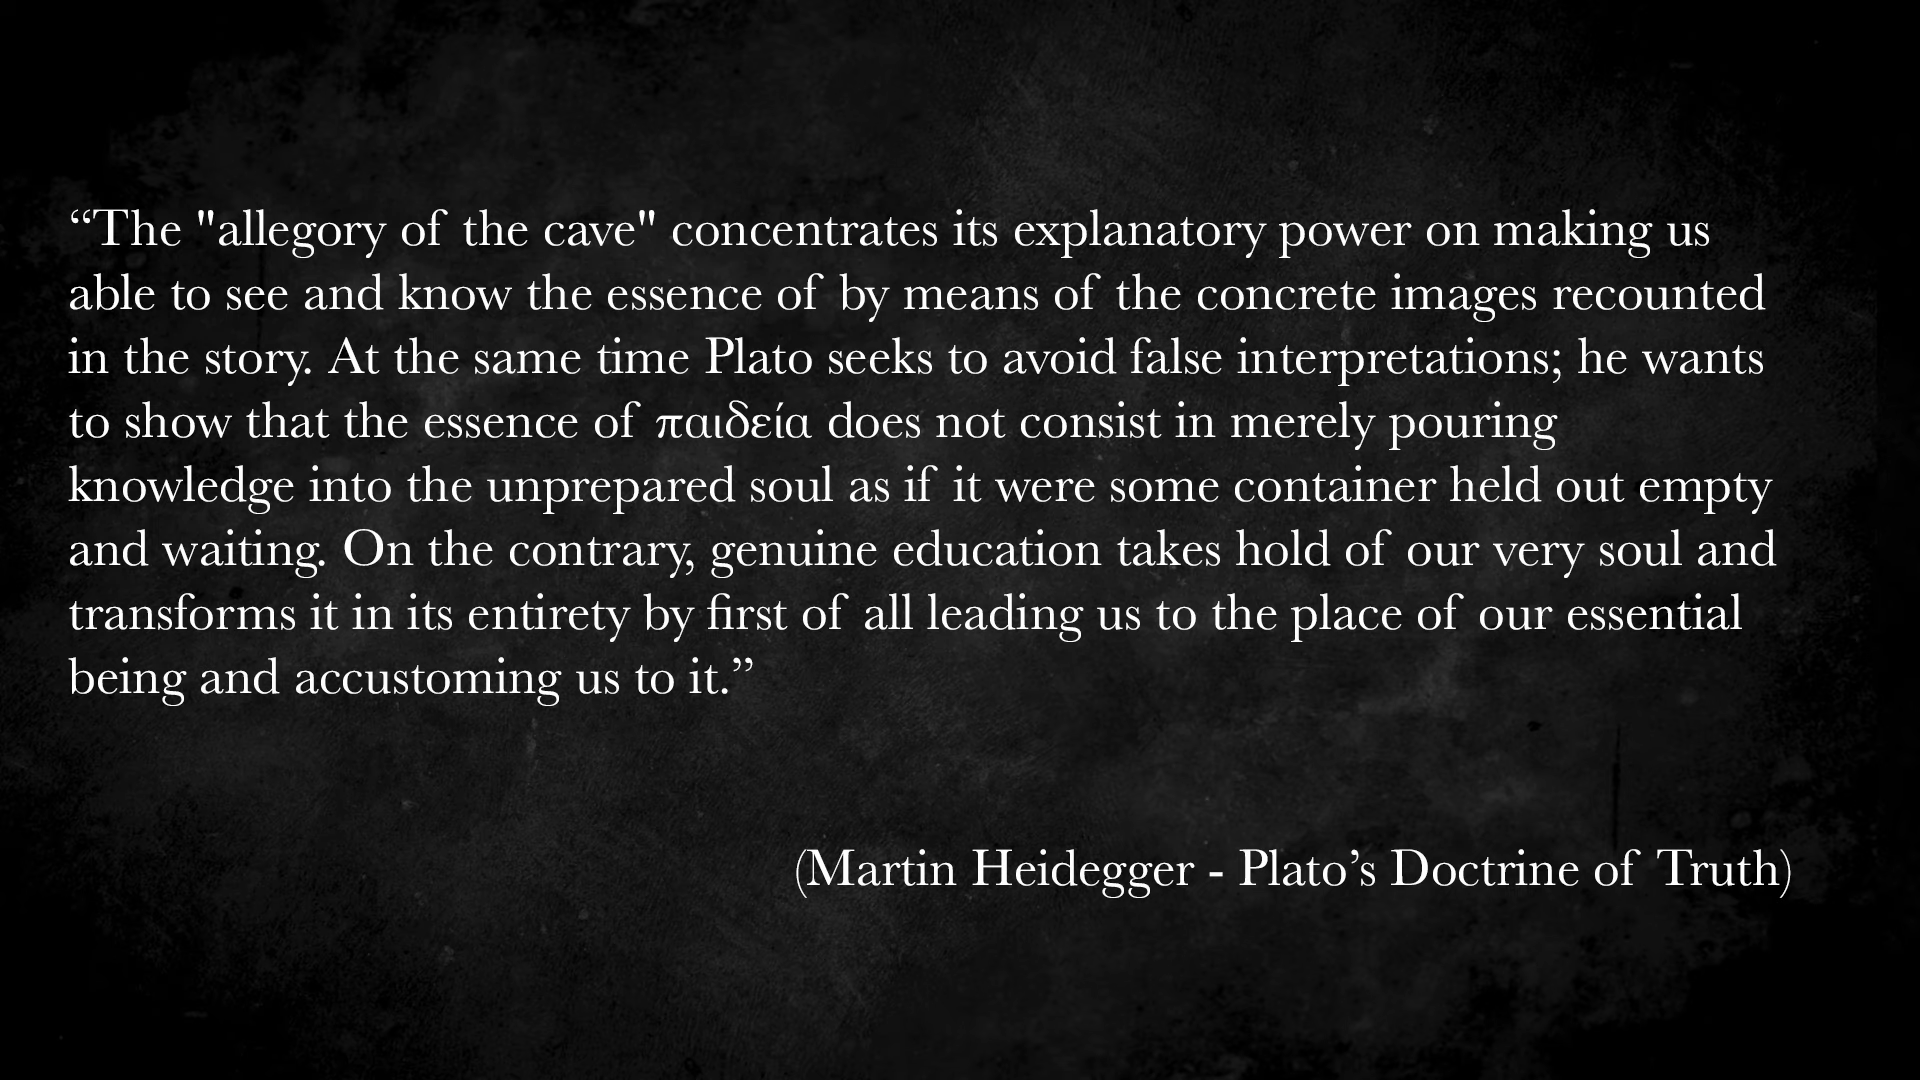 “The "allegory of the cave" concentrates its explanatory power on making us
able to see and know the essence of by means of the concrete images recounted
in the story. At the same time Plato seeks to avoid false interpretations; he wants
to show that the essence of παιδεία does not consist in merely pouring
knowledge into the unprepared soul as if it were some container held out empty
and waiting. On the contrary, genuine education takes hold of our very soul and
transforms it in its entirety by first of all leading us to the place of our essential
being and accustoming us to it.”
(Martin Heidegger - Plato’s Doctrine of Truth)